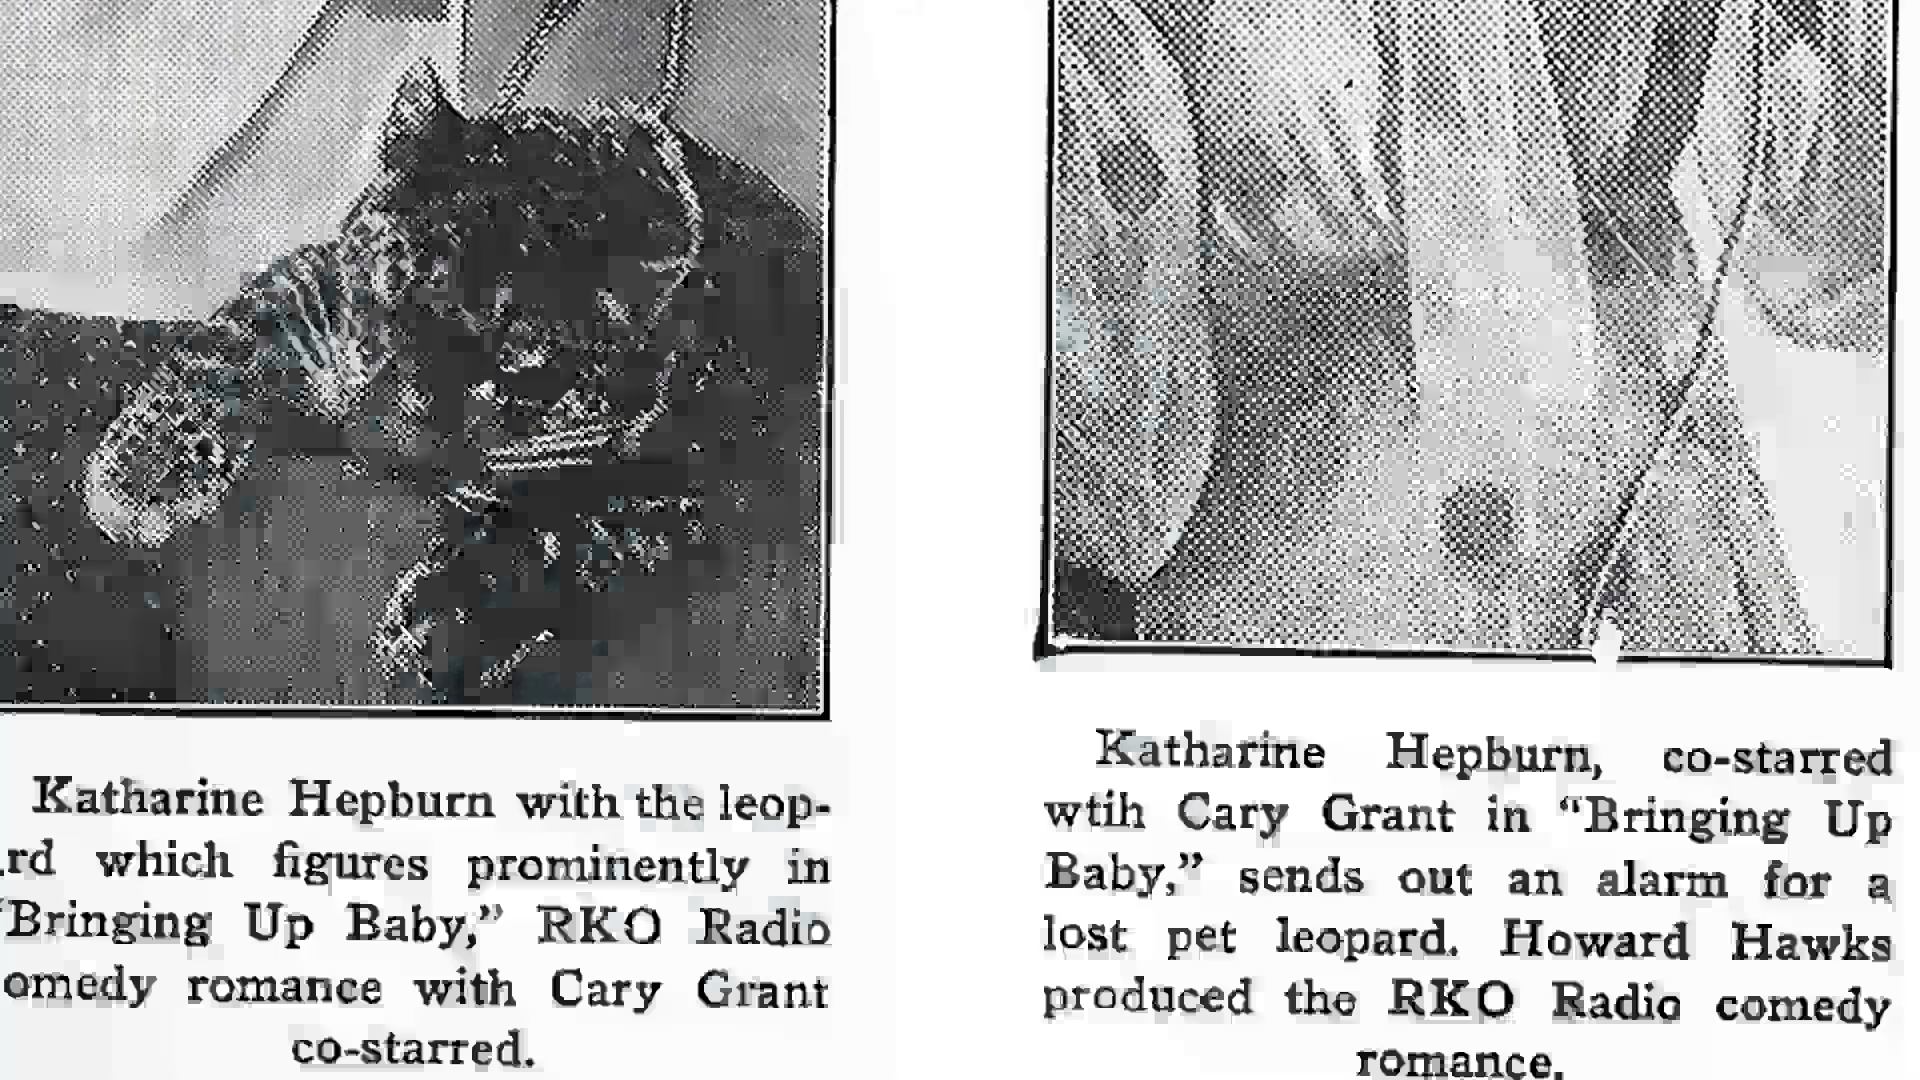 Katharine Hepburn with the leop-
rd which figures prominently in
"Bringing Up Baby," RKO Radio
omedy romance with Cary Grant
co-starred.
Katharine Hepburn, co-starred
wtih Cary Grant in "Bringing Up
Baby," sends out an alarm for a
lost pet leopard. Howard Hawks
produced the RKO Radio comedy
romance.